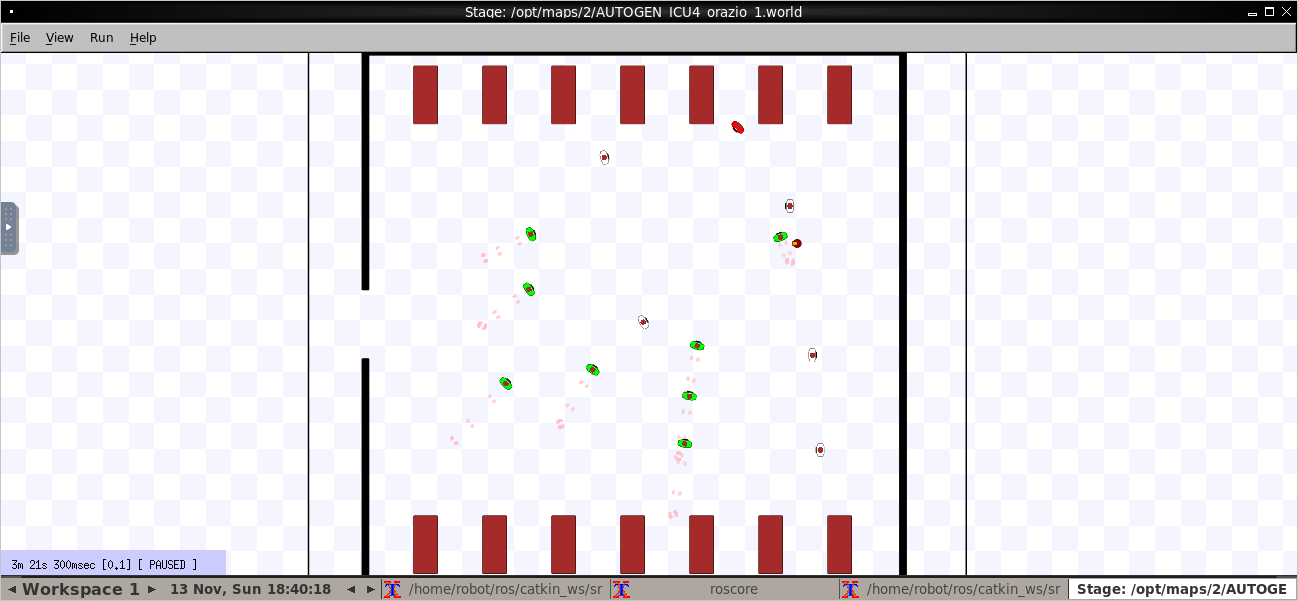 Stage: /opt/maps/2/AUTOGEN_ICU4_orazio_1.world
File View Run Help
3m 21s 300msec [0.1] [ PAUSED ]
Workspace 1 13 Nov, Sun 18:40:18 /home/robot/ros/catkin_ws/sr roscore /home/robot/ros/catkin_ws/sr Stage: /opt/maps/2/AUTOGE